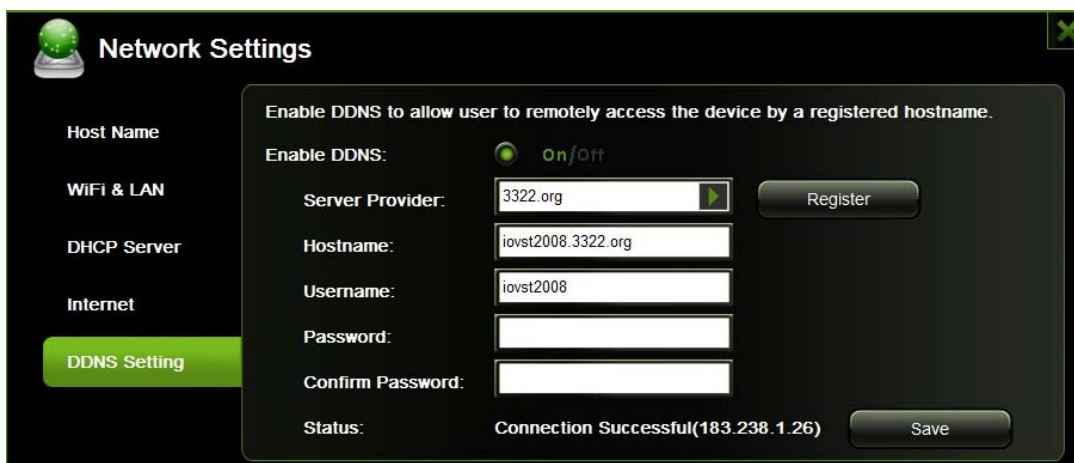 Network Settings
Host Name
WiFi & LAN
DHCP Server
Internet
DDNS Setting
Enable DDNS to allow user to remotely access the device by a registered hostname.
Enable DDNS: On/Off
Server Provider: 3322.org Register
Hostname: iovst2008.3322.org
Username: iovst2008
Password:
Confirm Password:
Status: Connection Successful(183.238.1.26) Save